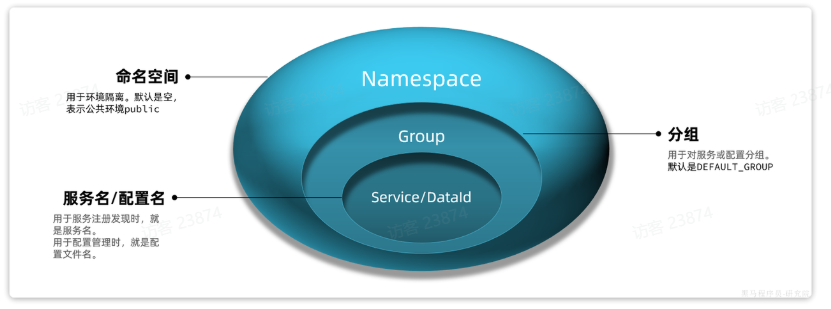 命名空间
用于环境隔离。默认是空，
表示公共环境public
Namespace
Group
分组
用于对服务或配置分组。
默认是DEFAULT_GROUP
服务名/配置名
用于服务注册发现时，就
是服务名。
用于配置管理时，就是配
置文件名。
Service/DataId
访客 23874
访客 23874
访客 23874
访客 23874
黑马程序员-研究院